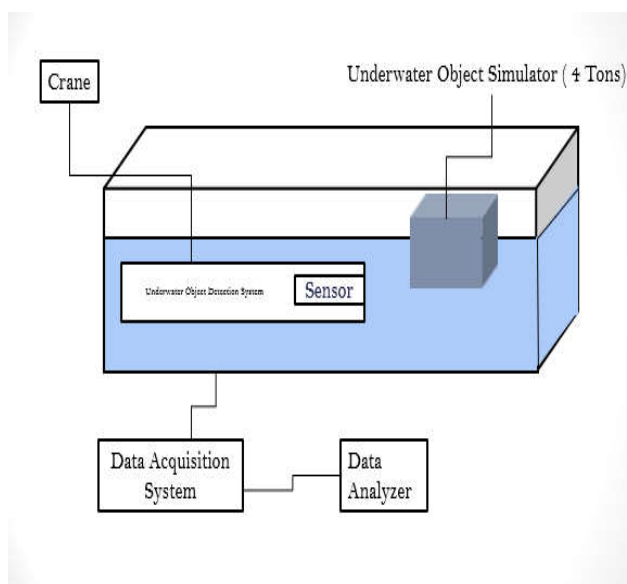 Crane
Underwater Object Simulator ( 4 Tons)
Underwater Object Detection System
Sensor
Data Acquisition
System
Data
Analyzer